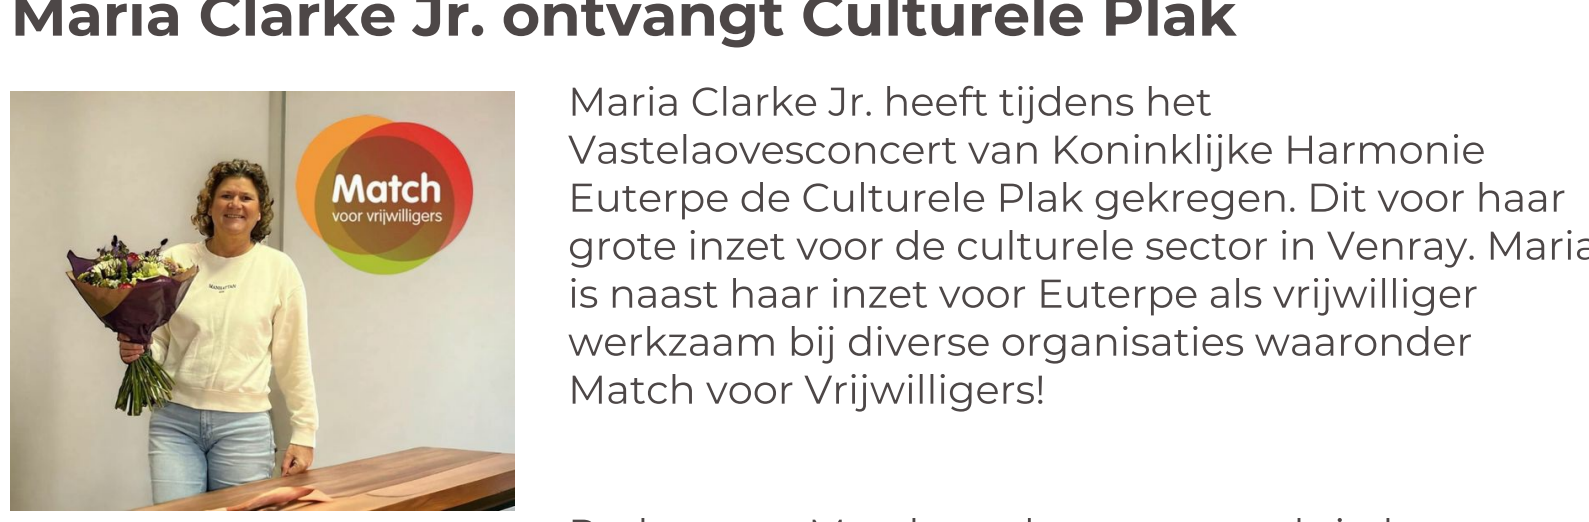 Maria Clarke Jr. ontvangt Culturele Plak
Match
voor vrijwilligers
Maria Clarke Jr. heeft tijdens het
Vastelaovesconcert van Koninklijke Harmonie
Euterpe de Culturele Plak gekregen. Dit voor haar
grote inzet voor de culturele sector in Venray. Maria
is naast haar inzet voor Euterpe als vrijwilliger
werkzaam bij diverse organisaties waaronder
Match voor Vrijwilligers!